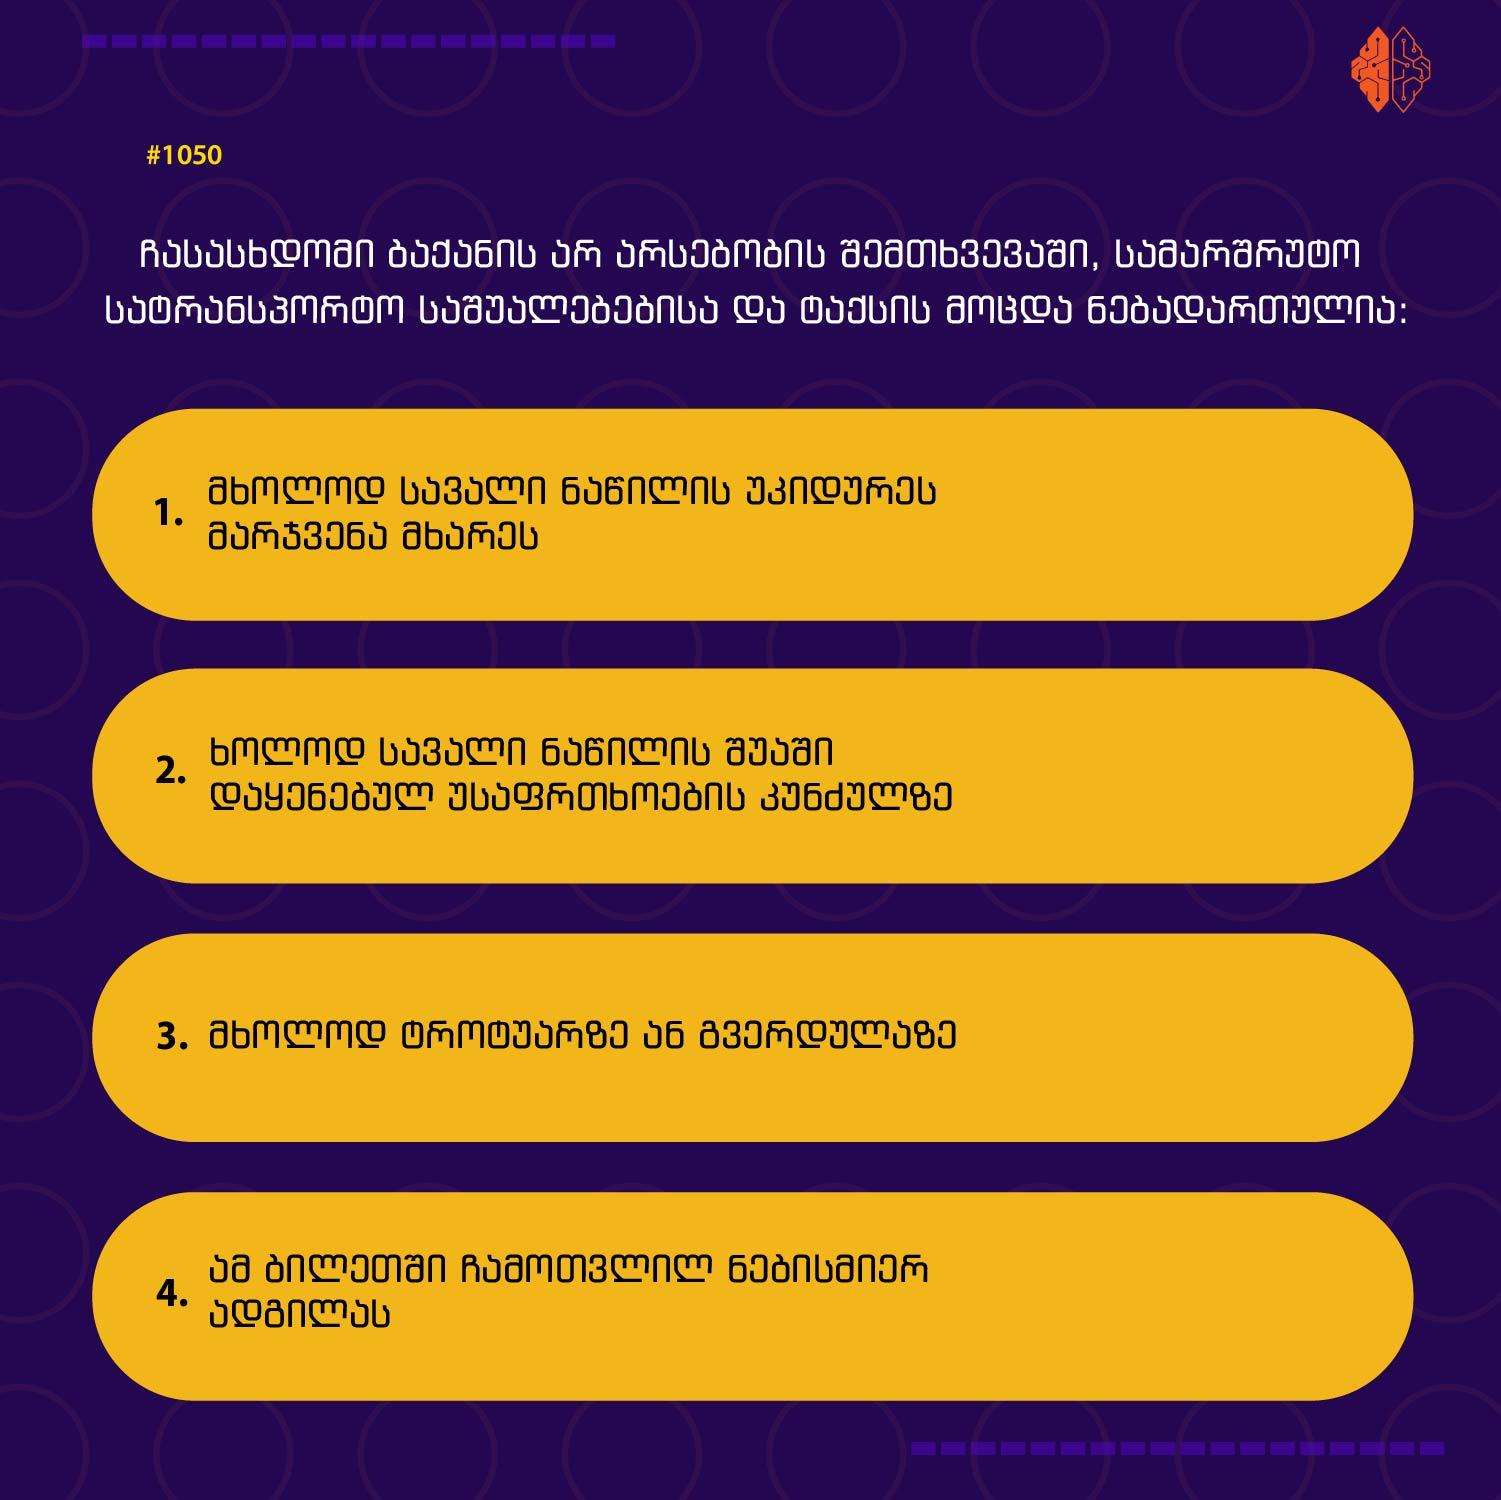 #1050
ჩასასხდომი ბაქანის არ არსებობის შემთხვევაში, სამარშრუტო
სატრანსპორტო საშუალებებისა და ტაქსის მოცდა ნებადართულია:
1. მხოლოდ სავალი ნაწილის უკიდურეს
მარჯვენა მხარეს
2. ხოლოდ სავალი ნაწილის შუაში
დაყენებულ უსაფრთხოების კუნძულზე
3. მხოლოდ ტროტუარზე ან გვერდულაზე
4. ამ ბილეთში ჩამოთვლილ ნებისმიერ
ადგილას